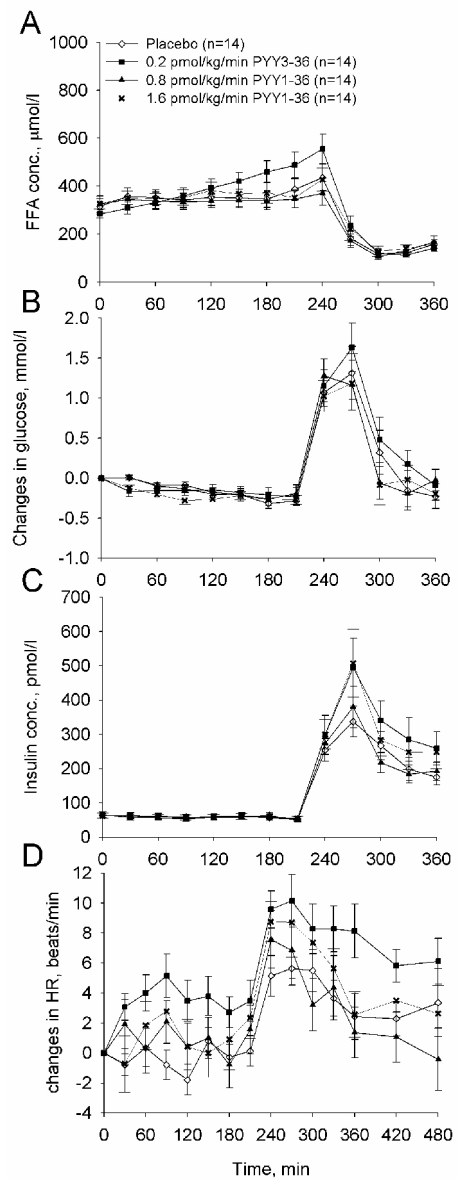 A
FFA conc., µmol/l
1000
800
600
400
200
0
Placebo (n=14)
0.2 pmol/kg/min PYY3-36 (n=14)
0.8 pmol/kg/min PYY1-36 (n=14)
1.6 pmol/kg/min PYY1-36 (n=14)
0 60 120 180 240 300 360
B
Changes in glucose, mmol/l
2.0
1.5
1.0
0.5
-0.0
-0.5
-1.0
0 60 120 180 240 300 360
C
Insulin conc., pmol/l
700
600
500
400
300
200
100
0
0 60 120 180 240 300 360
D
changes in HR, beats/min
12
10
8
6
4
2
0
-2
-4
0 60 120 180 240 300 360 420 480
Time, min